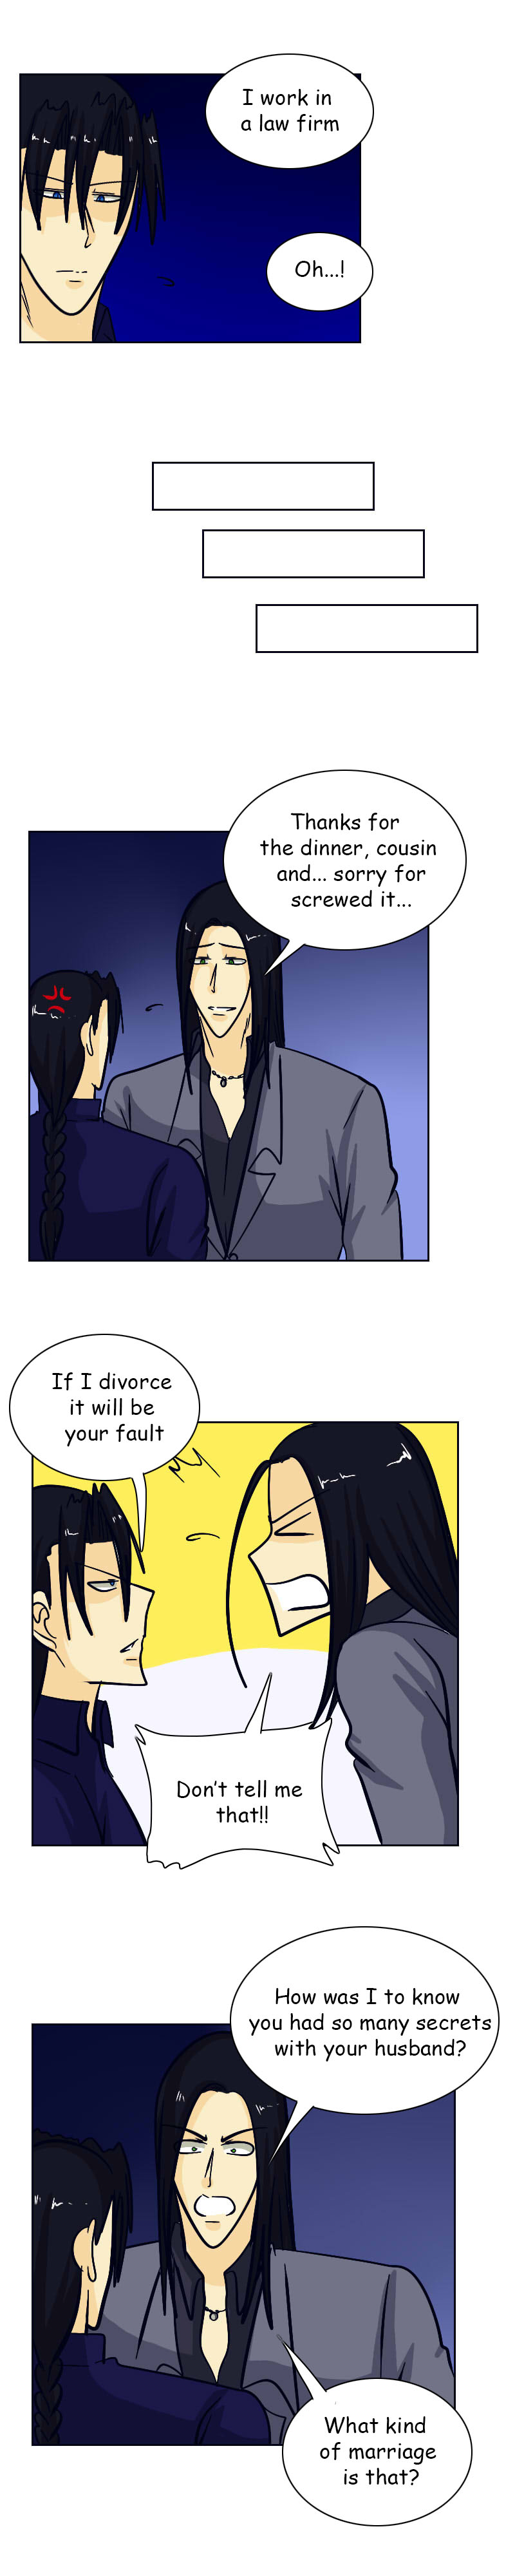 I work in
a law firm
Oh...!
Thanks for
the dinner, cousin
and... sorry for
screwed it...
If I divorce
it will be
your fault
Don't tell me
that!!
How was I to know
you had so many secrets
with your husband?
What kind
of marriage
is that?